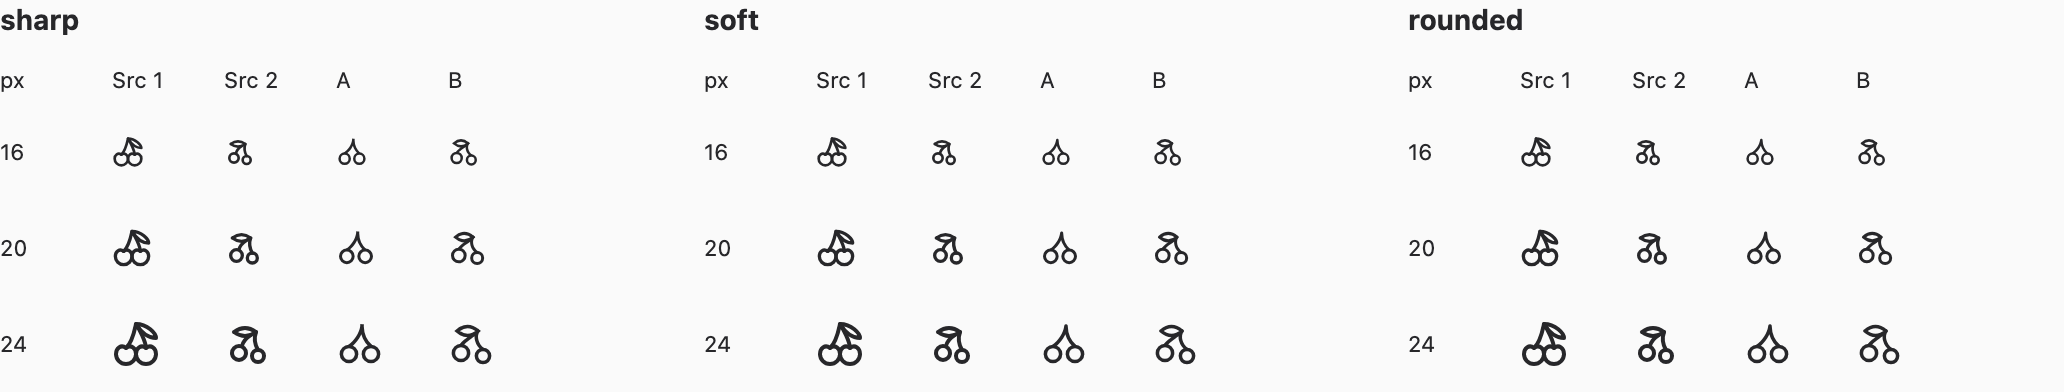 sharp soft rounded
px Src 1 Src 2 A B px Src 1 Src 2 A B px Src 1 Src 2 A B
16 16 16
20 20 20
24 24 24